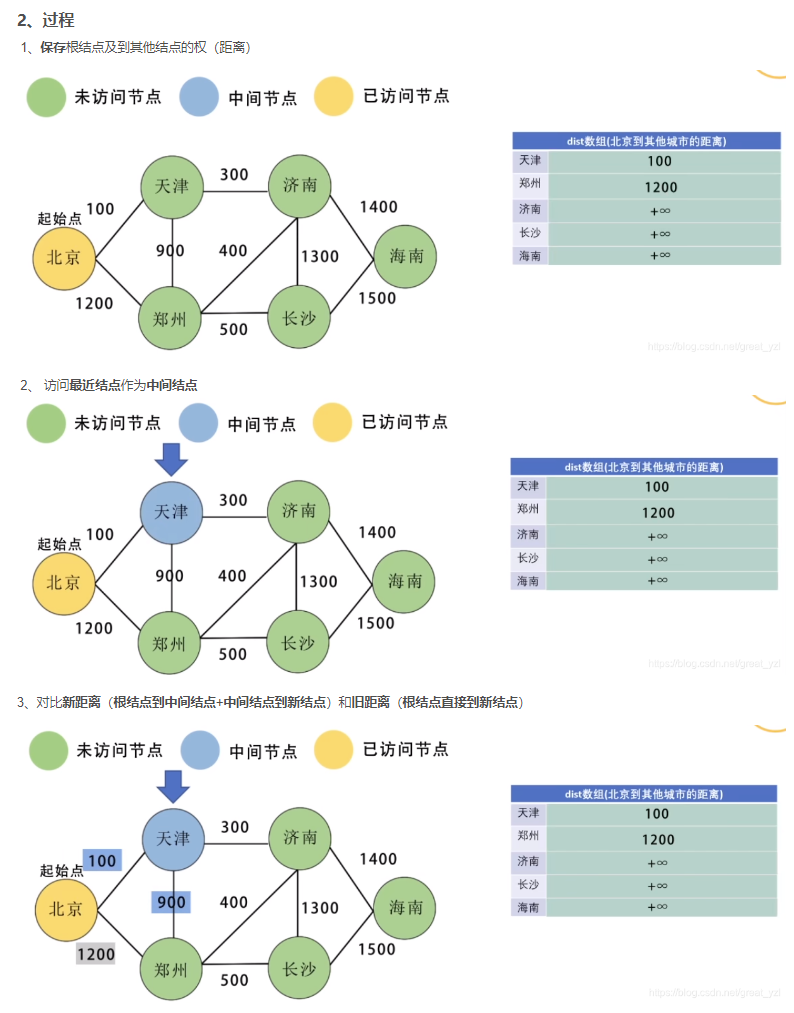 2、过程
1、保存根结点及到其他结点的权（距离）
未访问节点 中间节点 已访问节点
dist数组(北京到其他城市的距离)
天津 100
郑州 1200
济南 +∞
长沙 +∞
海南 +∞
起始点
北京
天津
济南
郑州
长沙
海南
100
300
1400
900
400
1300
1200
500
1500
https://blog.csdn.net/great_yzl
2、 访问最近结点作为中间结点
未访问节点 中间节点 已访问节点
dist数组(北京到其他城市的距离)
天津 100
郑州 1200
济南 +∞
长沙 +∞
海南 +∞
起始点
北京
天津
济南
郑州
长沙
海南
100
300
1400
900
400
1300
1200
500
1500
https://blog.csdn.net/great_yzl
3、对比新距离（根结点到中间结点+中间结点到新结点）和旧距离（根结点直接到新结点）
未访问节点 中间节点 已访问节点
dist数组(北京到其他城市的距离)
天津 100
郑州 1200
济南 +∞
长沙 +∞
海南 +∞
起始点
北京
天津
济南
郑州
长沙
海南
100
300
1400
900
400
1300
1200
500
1500
https://blog.csdn.net/great_yzl